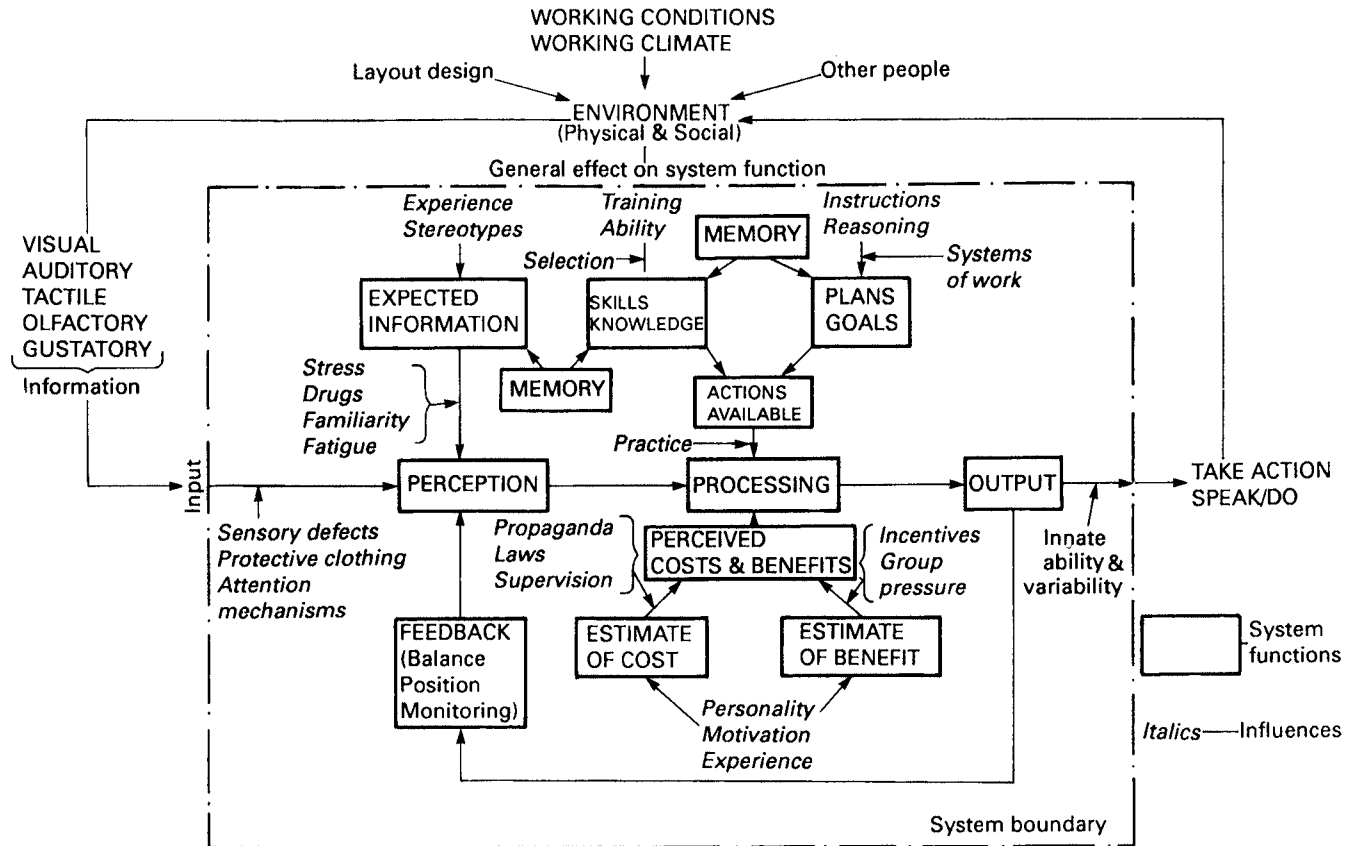 WORKING CONDITIONS
WORKING CLIMATE
Layout design
Other people
ENVIRONMENT
(Physical & Social)
General effect on system function
VISUAL
AUDITORY
TACTILE
OLFACTORY
GUSTATORY
Information
Experience
Stereotypes
Training
Ability
Selection
MEMORY
Instructions
Reasoning
Systems
of work
EXPECTED
INFORMATION
SKILLS
KNOWLEDGE
PLANS
GOALS
Stress
Drugs
Familiarity
Fatigue
MEMORY
ACTIONS
AVAILABLE
Practice
Input
PERCEPTION
PROCESSING
OUTPUT
TAKE ACTION
SPEAK/DO
Sensory defects
Protective clothing
Attention
mechanisms
Propaganda
Laws
Supervision
PERCEIVED
COSTS & BENEFITS
Incentives
Group
pressure
Innate
ability &
variability
FEEDBACK
(Balance
Position
Monitoring)
ESTIMATE
OF COST
ESTIMATE
OF BENEFIT
System
functions
Personality
Motivation
Experience
Italics
Influences
System boundary